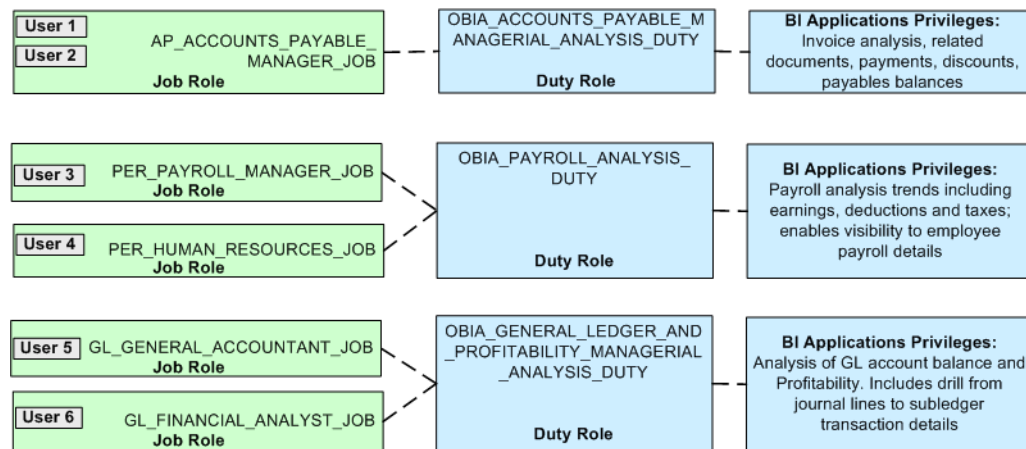 User 1
User 2
AP_ACCOUNTS_PAYABLE_
MANAGER_JOB
Job Role
OBIA_ACCOUNTS_PAYABLE_M
ANAGERIAL_ANALYSIS_DUTY
Duty Role
BI Applications Privileges:
Invoice analysis, related
documents, payments, discounts,
payables balances
User 3
PER_PAYROLL_MANAGER_JOB
Job Role
User 4
PER_HUMAN_RESOURCES_JOB
Job Role
OBIA_PAYROLL_ANALYSIS_
DUTY
Duty Role
BI Applications Privileges:
Payroll analysis trends including
earnings, deductions and taxes;
enables visibility to employee
payroll details
User 5
GL_GENERAL_ACCOUNTANT_JOB
Job Role
User 6
GL_FINANCIAL_ANALYST_JOB
Job Role
OBIA_GENERAL_LEDGER_AND
_PROFITABILITY_MANAGERIAL
_ANALYSIS_DUTY
Duty Role
BI Applications Privileges:
Analysis of GL account balance and
Profitability. Includes drill from
journal lines to subledger
transaction details